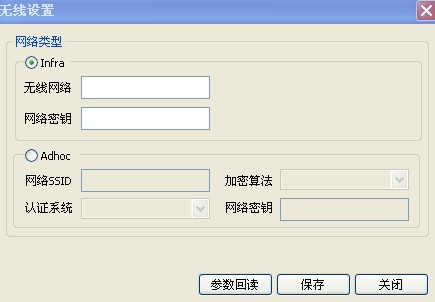 无线设置
网络类型
Infra
无线网络
网络密钥
Adhoc
网络SSID 加密算法
认证系统 网络密钥
参数回读 保存 关闭